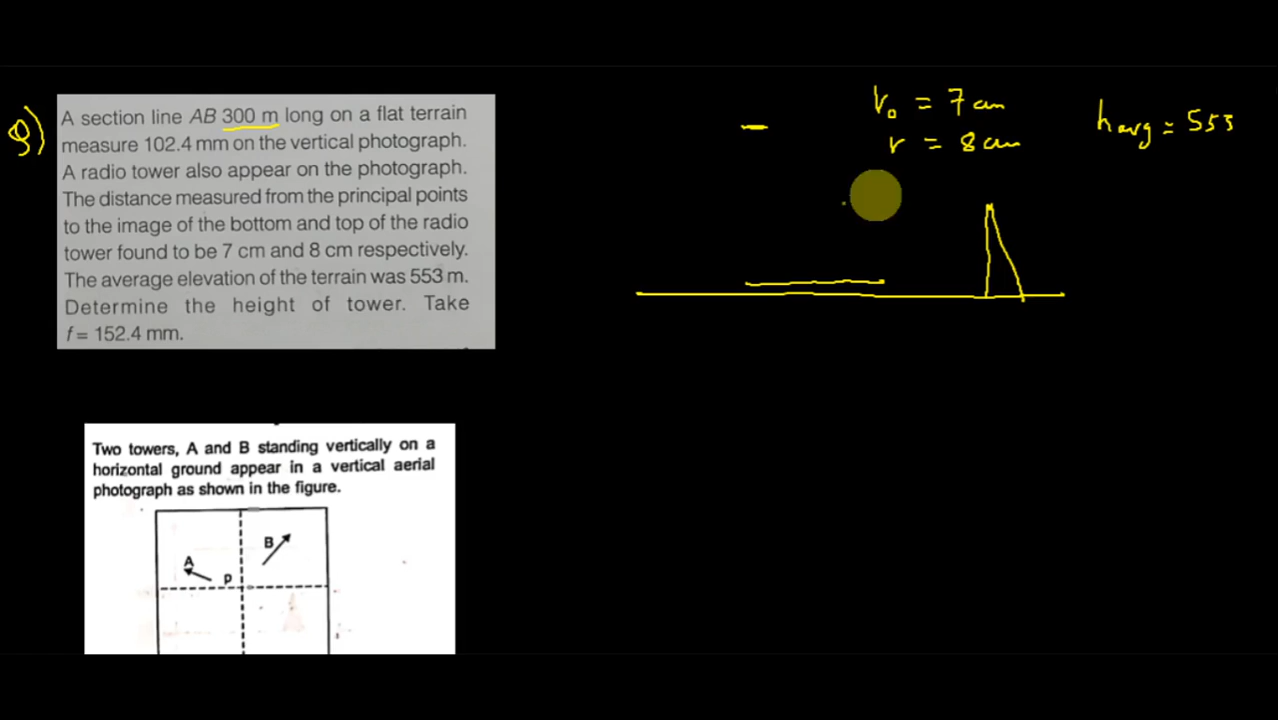 Q)
A section line AB 300 m long on a flat terrain
measure 102.4 mm on the vertical photograph.
A radio tower also appear on the photograph.
The distance measured from the principal points
to the image of the bottom and top of the radio
tower found to be 7 cm and 8 cm respectively.
The average elevation of the terrain was 553 m.
Determine the height of tower. Take
f = 152.4 mm.
r₀ = 7 cm
r = 8 cm
havg = 553
Two towers, A and B standing vertically on a
horizontal ground appear in a vertical aerial
photograph as shown in the figure.
B
A
P